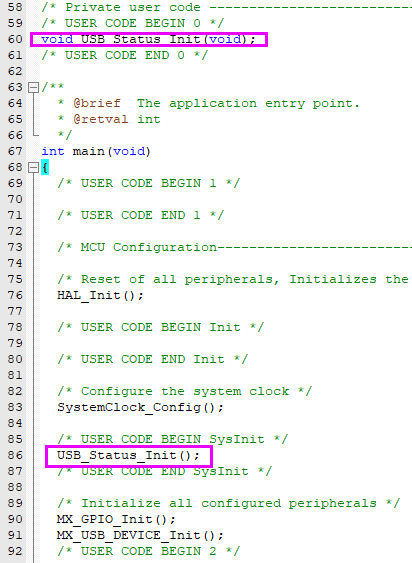 58 /* Private user code ---------------------------
59 /* USER CODE BEGIN 0 */
60 void USB_Status_Init(void);
61 /* USER CODE END 0 */
62
63 /**
64 * @brief The application entry point.
65 * @retval int
66 */
67 int main(void)
68 {
69 /* USER CODE BEGIN 1 */
70
71 /* USER CODE END 1 */
72
73 /* MCU Configuration-------------------------
74
75 /* Reset of all peripherals, Initializes the
76 HAL_Init();
77
78 /* USER CODE BEGIN Init */
79
80 /* USER CODE END Init */
81
82 /* Configure the system clock */
83 SystemClock_Config();
84
85 /* USER CODE BEGIN SysInit */
86 USB_Status_Init();
87 /* USER CODE END SysInit */
88
89 /* Initialize all configured peripherals */
90 MX_GPIO_Init();
91 MX_USB_DEVICE_Init();
92 /* USER CODE BEGIN 2 */